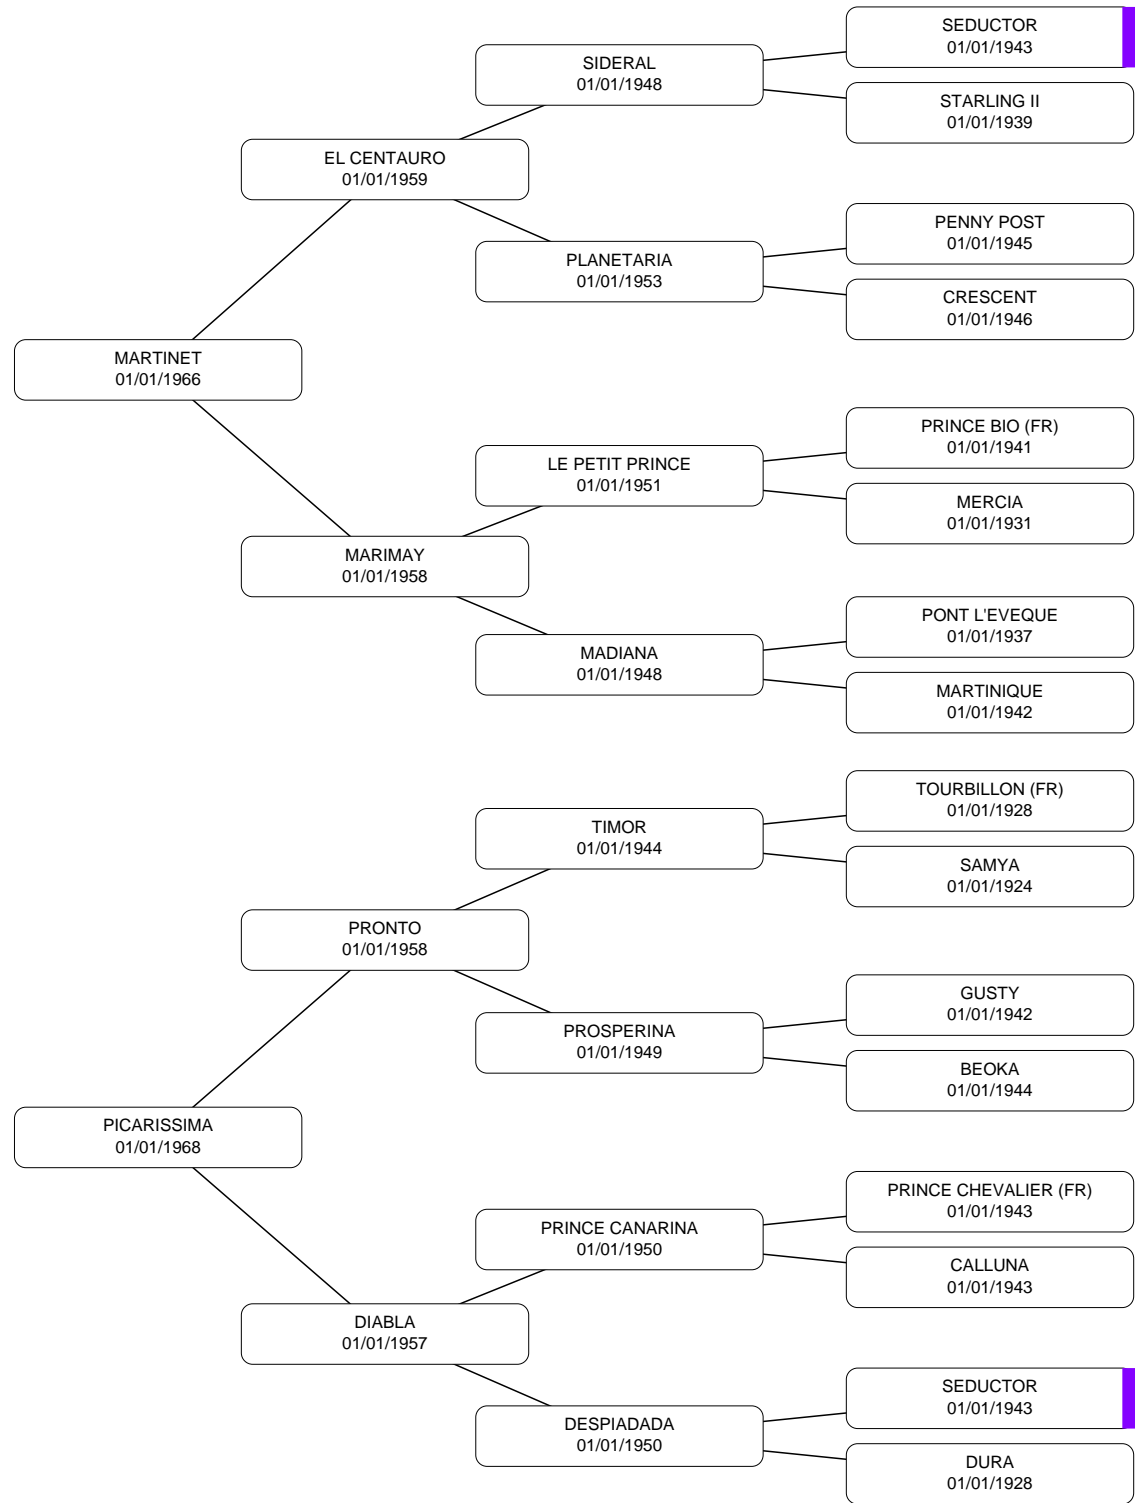 SEDUCTOR
01/01/1943
SIDERAL
01/01/1948
STARLING II
01/01/1939
EL CENTAURO
01/01/1959
PENNY POST
01/01/1945
PLANETARIA
01/01/1953
CRESCENT
01/01/1946
MARTINET
01/01/1966
PRINCE BIO (FR)
01/01/1941
LE PETIT PRINCE
01/01/1951
MERCIA
01/01/1931
MARIMAY
01/01/1958
PONT L'EVEQUE
01/01/1937
MADIANA
01/01/1948
MARTINIQUE
01/01/1942
TOURBILLON (FR)
01/01/1928
TIMOR
01/01/1944
SAMYA
01/01/1924
PRONTO
01/01/1958
GUSTY
01/01/1942
PROSPERINA
01/01/1949
BEOKA
01/01/1944
PICARISSIMA
01/01/1968
PRINCE CHEVALIER (FR)
01/01/1943
PRINCE CANARINA
01/01/1950
CALLUNA
01/01/1943
DIABLA
01/01/1957
SEDUCTOR
01/01/1943
DESPIADADA
01/01/1950
DURA
01/01/1928